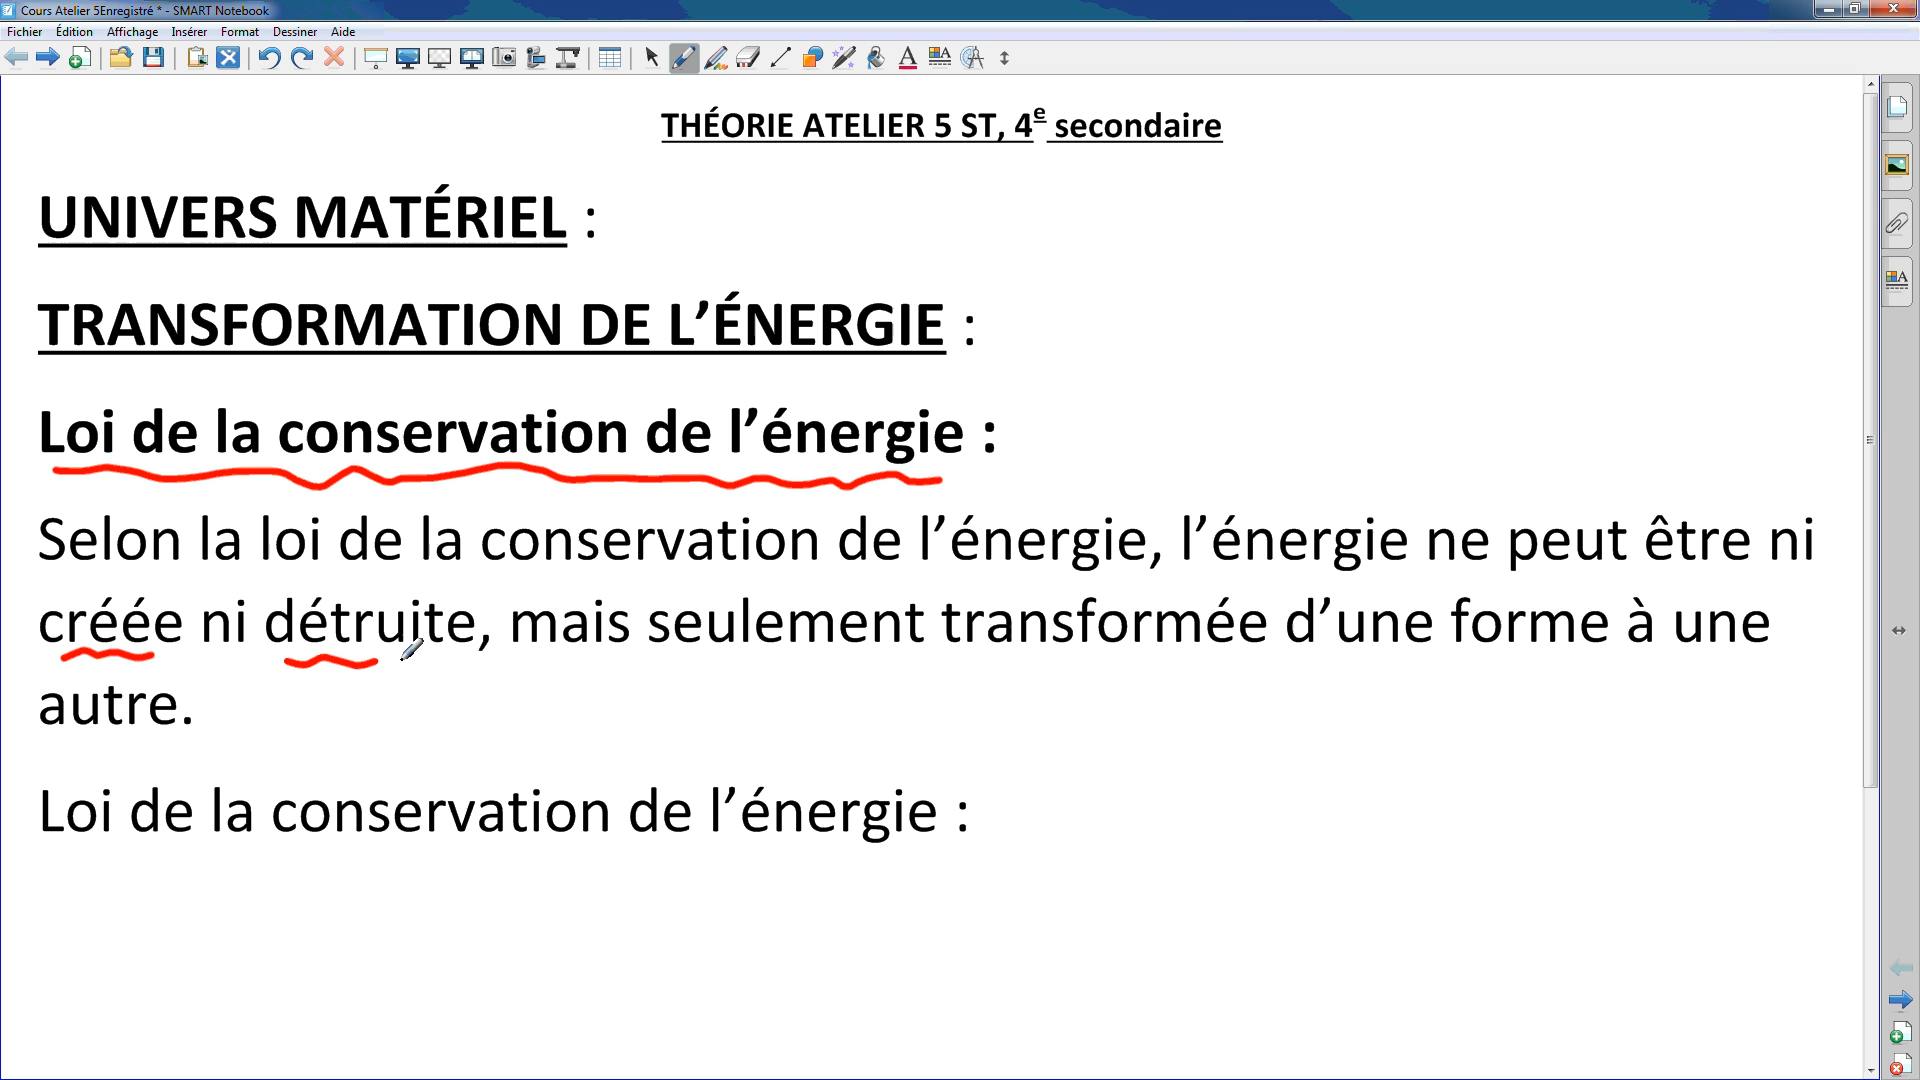 Cours Atelier 5Enregistré * - SMART Notebook
Fichier Édition Affichage Insérer Format Dessiner Aide
THÉORIE ATELIER 5 ST, 4e secondaire
UNIVERS MATÉRIEL :
TRANSFORMATION DE L’ÉNERGIE :
Loi de la conservation de l’énergie :
Selon la loi de la conservation de l’énergie, l’énergie ne peut être ni
créée ni détruite, mais seulement transformée d’une forme à une
autre.
Loi de la conservation de l’énergie :